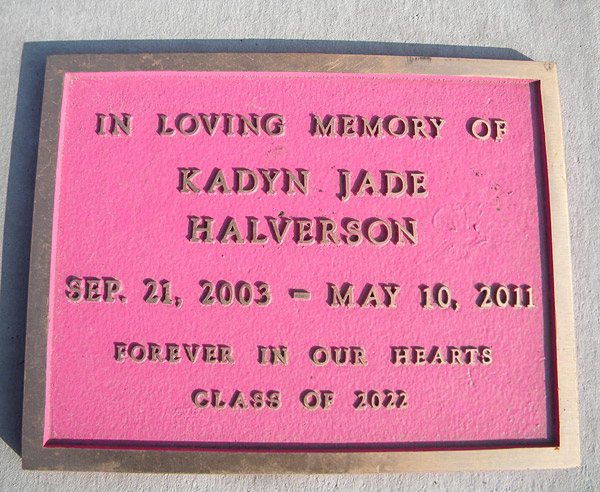 IN LOVING MEMORY OF
KADYN JADE
HALVERSON
SEP. 21, 2003 - MAY 10, 2011
FOREVER IN OUR HEARTS
CLASS OF 2022